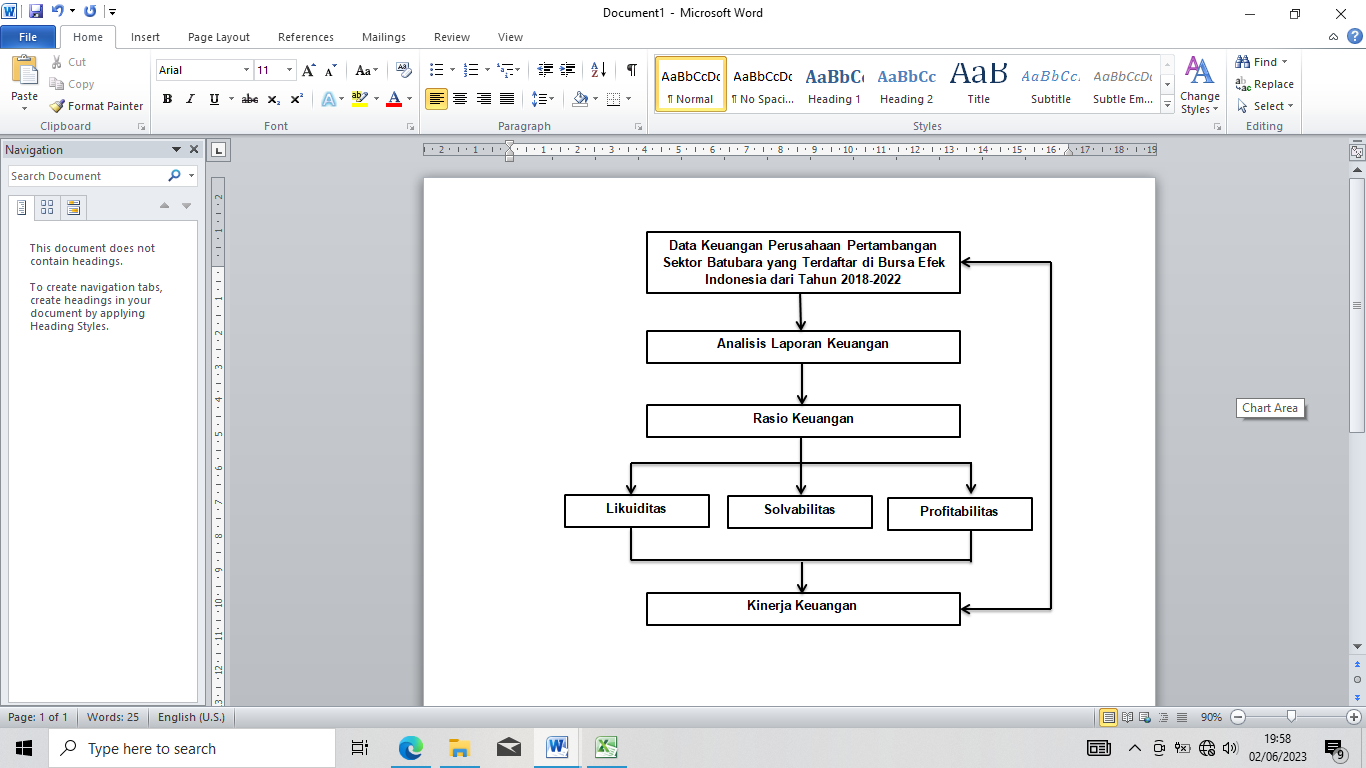 Document1 - Microsoft Word
File Home Insert Page Layout References Mailings Review View
Paste
Cut
Copy
Format Painter
Clipboard
Arial 11
Font
Paragraph
AaBbCcDc AaBbCcDc AaBbCc AaBbCc AaB AaBbCc. AaBbCcDc
¶ Normal ¶ No Spaci... Heading 1 Heading 2 Title Subtitle Subtle Em...
Styles
Change Styles
Find
Replace
Select
Editing
Navigation
Search Document
This document does not
contain headings.
To create navigation tabs,
create headings in your
document by applying
Heading Styles.
Data Keuangan Perusahaan Pertambangan
Sektor Batubara yang Terdaftar di Bursa Efek
Indonesia dari Tahun 2018-2022
Analisis Laporan Keuangan
Rasio Keuangan
Likuiditas Solvabilitas Profitabilitas
Kinerja Keuangan
Chart Area
Page: 1 of 1 Words: 25 English (U.S.) 90%
Type here to search
19:58
02/06/2023
9